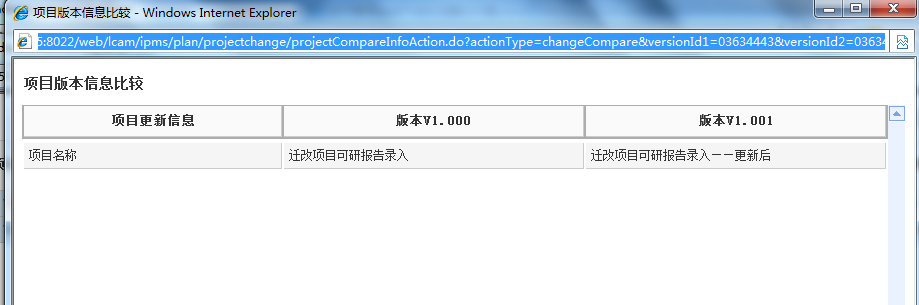 项目版本信息比较 - Windows Internet Explorer
5:8022/web/lcam/ipms/plan/projectchange/projectCompareInfoAction.do?actionType=changeCompare&versionId1=03634443&versionId2=03634
项目版本信息比较
项目更新信息 版本V1.000 版本V1.001
项目名称 迁改项目可研报告录入 迁改项目可研报告录入——更新后